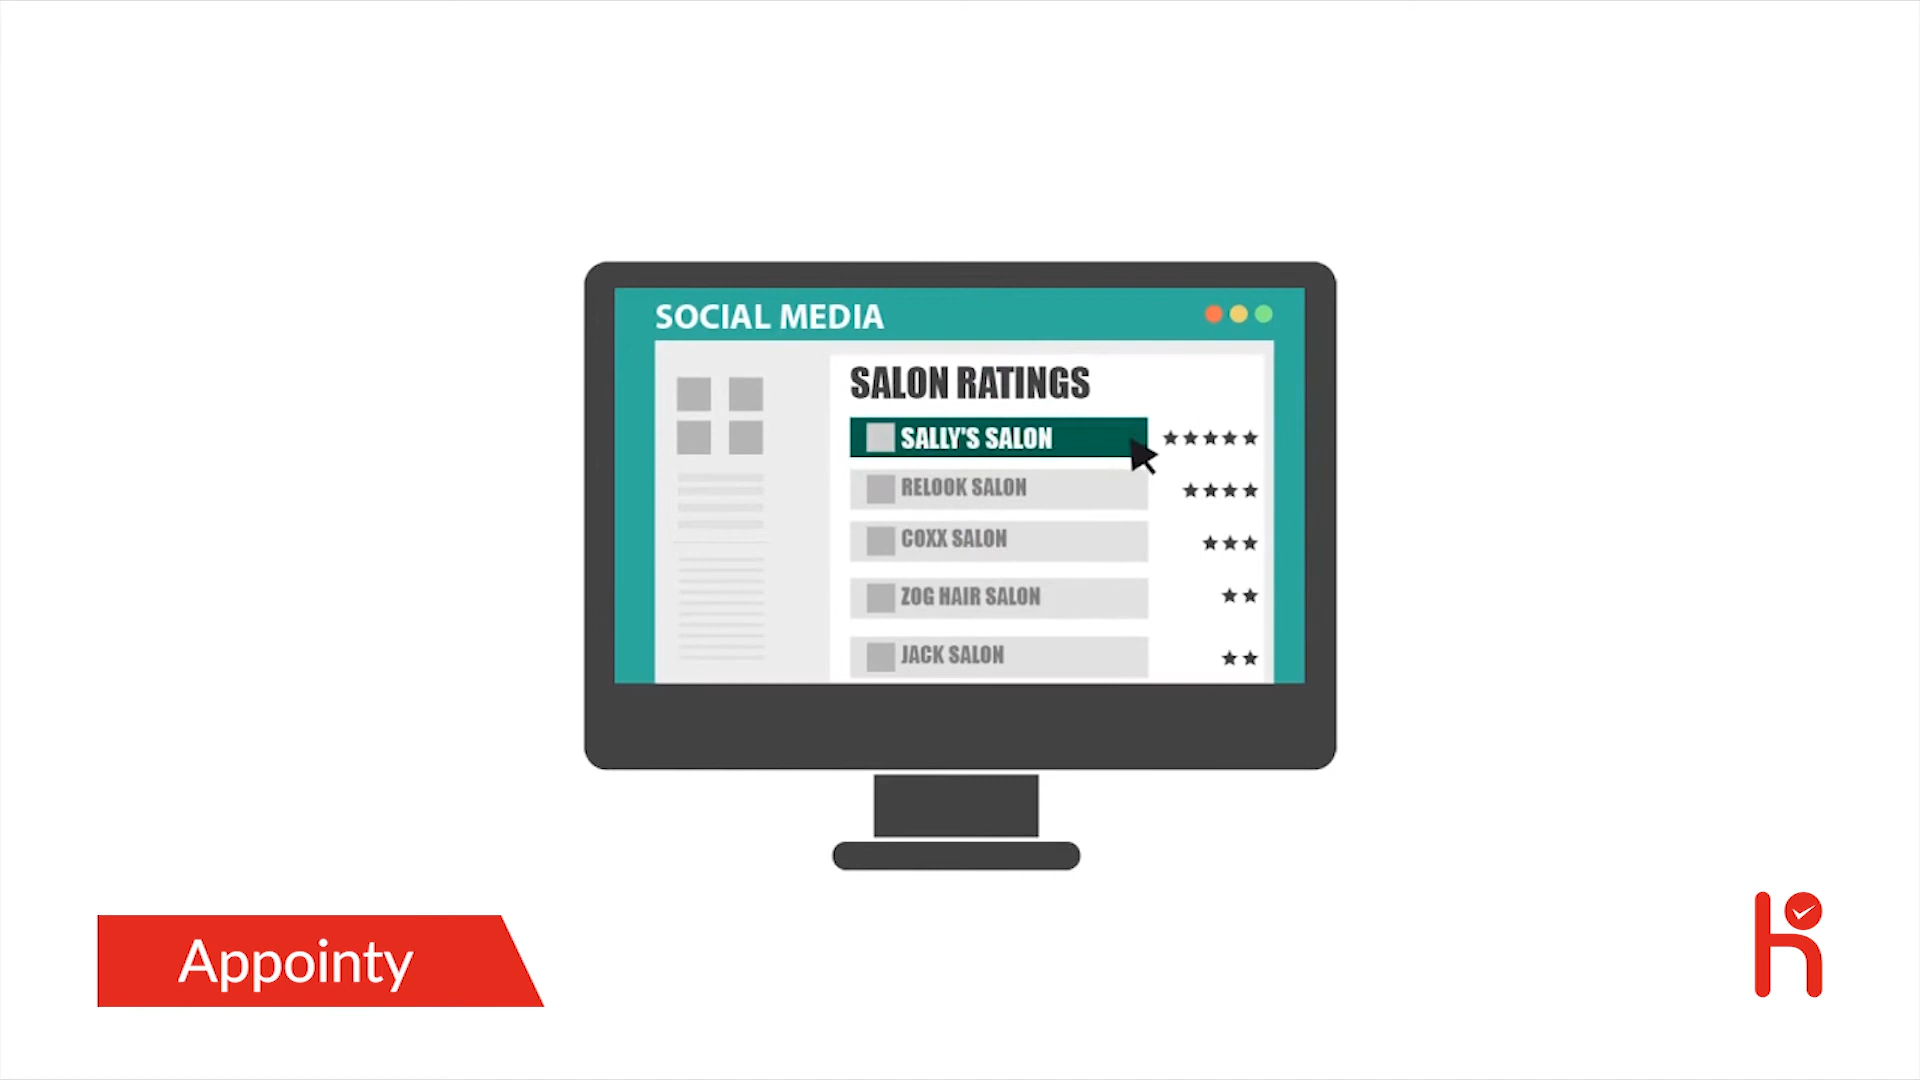 SOCIAL MEDIA
SALON RATINGS
SALLY'S SALON
RELOOK SALON
COXX SALON
ZOG HAIR SALON
JACK SALON
Appointy